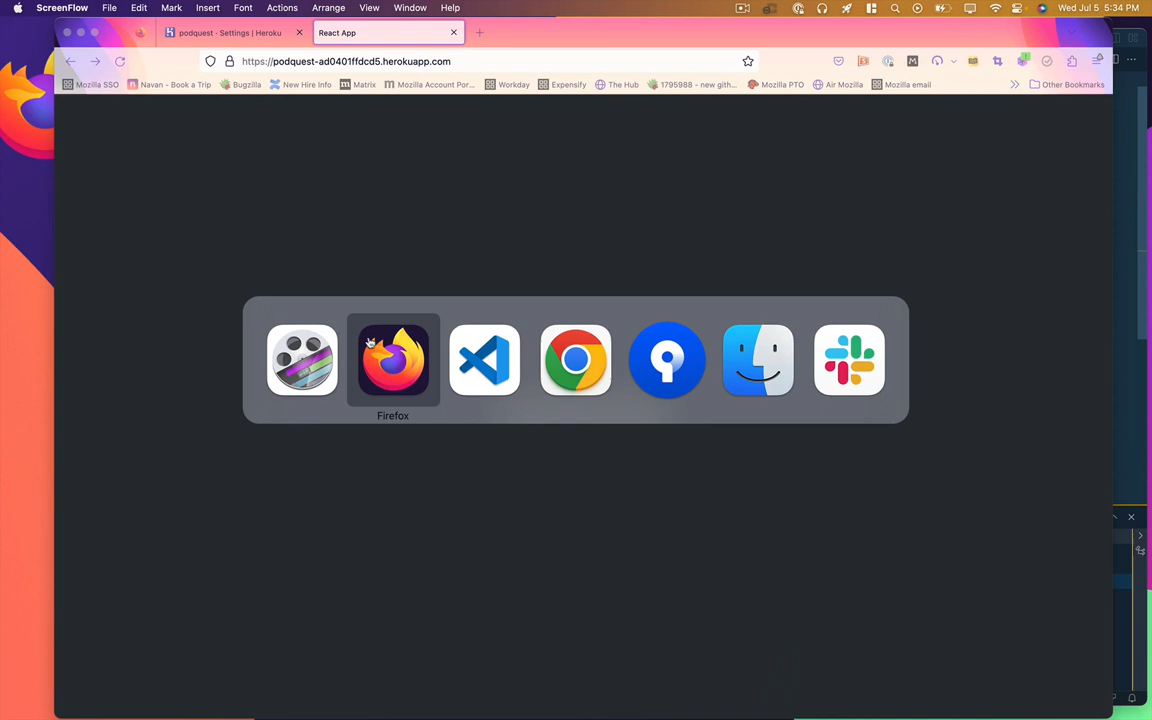 ScreenFlow File Edit Mark Insert Font Actions Arrange View Window Help Wed Jul 5 5:34 PM
podquest · Settings | Heroku React App
https://podquest-ad0401ffdcd5.herokuapp.com
Mozilla SSO Navan - Book a Trip Bugzilla New Hire Info Matrix Mozilla Account Por... Workday Expensify The Hub 1795988 - new gith... Mozilla PTO Air Mozilla Mozilla email Other Bookmarks
Firefox